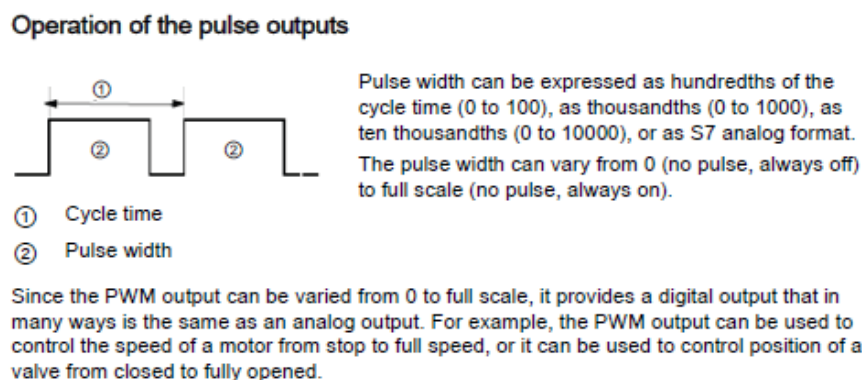 Operation of the pulse outputs
①
②
②
① Cycle time
② Pulse width
Pulse width can be expressed as hundredths of the
cycle time (0 to 100), as thousandths (0 to 1000), as
ten thousandths (0 to 10000), or as S7 analog format.
The pulse width can vary from 0 (no pulse, always off)
to full scale (no pulse, always on).
Since the PWM output can be varied from 0 to full scale, it provides a digital output that in
many ways is the same as an analog output. For example, the PWM output can be used to
control the speed of a motor from stop to full speed, or it can be used to control position of a
valve from closed to fully opened.